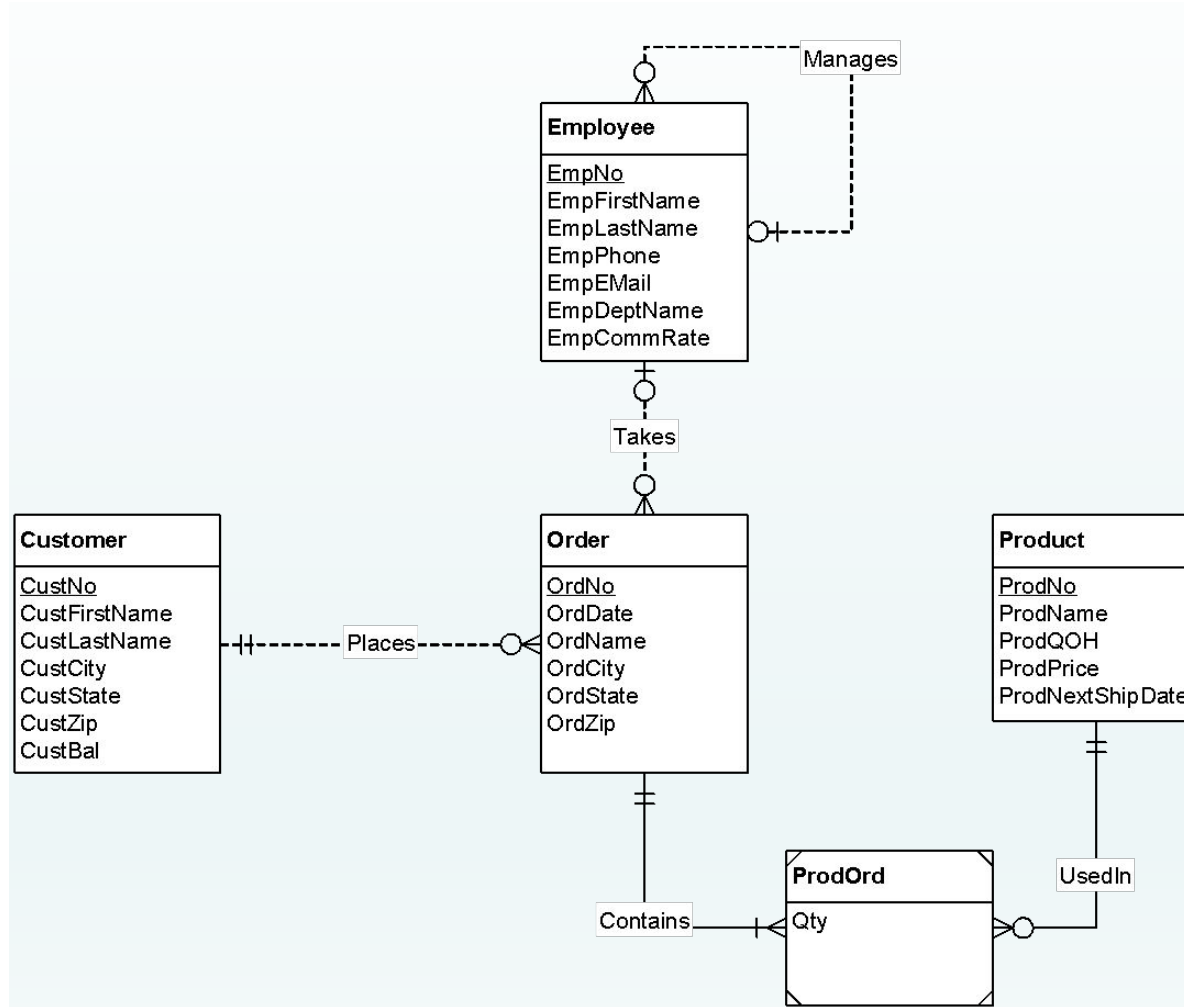 Manages
Employee
EmpNo
EmpFirstName
EmpLastName
EmpPhone
EmpEMail
EmpDeptName
EmpCommRate
Takes
Customer
CustNo
CustFirstName
CustLastName
CustCity
CustState
CustZip
CustBal
Places
Order
OrdNo
OrdDate
OrdName
OrdCity
OrdState
OrdZip
Product
ProdNo
ProdName
ProdQOH
ProdPrice
ProdNextShipDate
Contains
ProdOrd
Qty
UsedIn